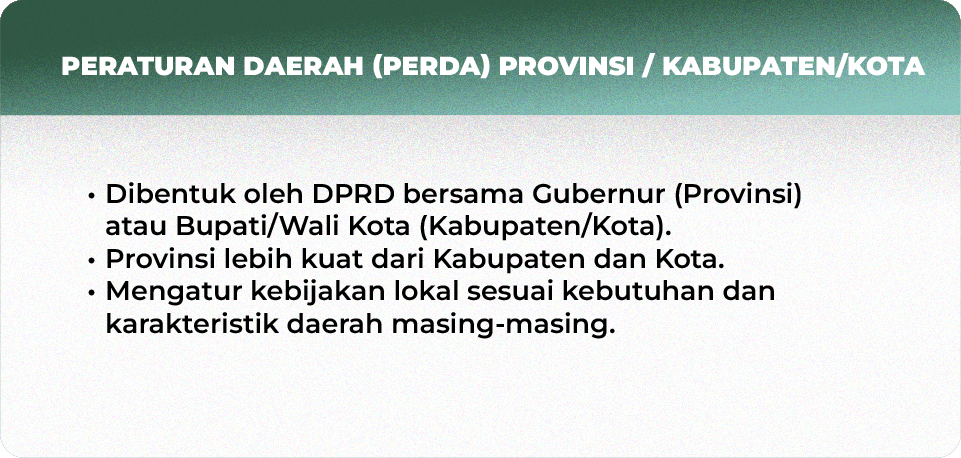 PERATURAN DAERAH (PERDA) PROVINSI / KABUPATEN/KOTA
• Dibentuk oleh DPRD bersama Gubernur (Provinsi)
atau Bupati/Wali Kota (Kabupaten/Kota).
• Provinsi lebih kuat dari Kabupaten dan Kota.
• Mengatur kebijakan lokal sesuai kebutuhan dan
karakteristik daerah masing-masing.